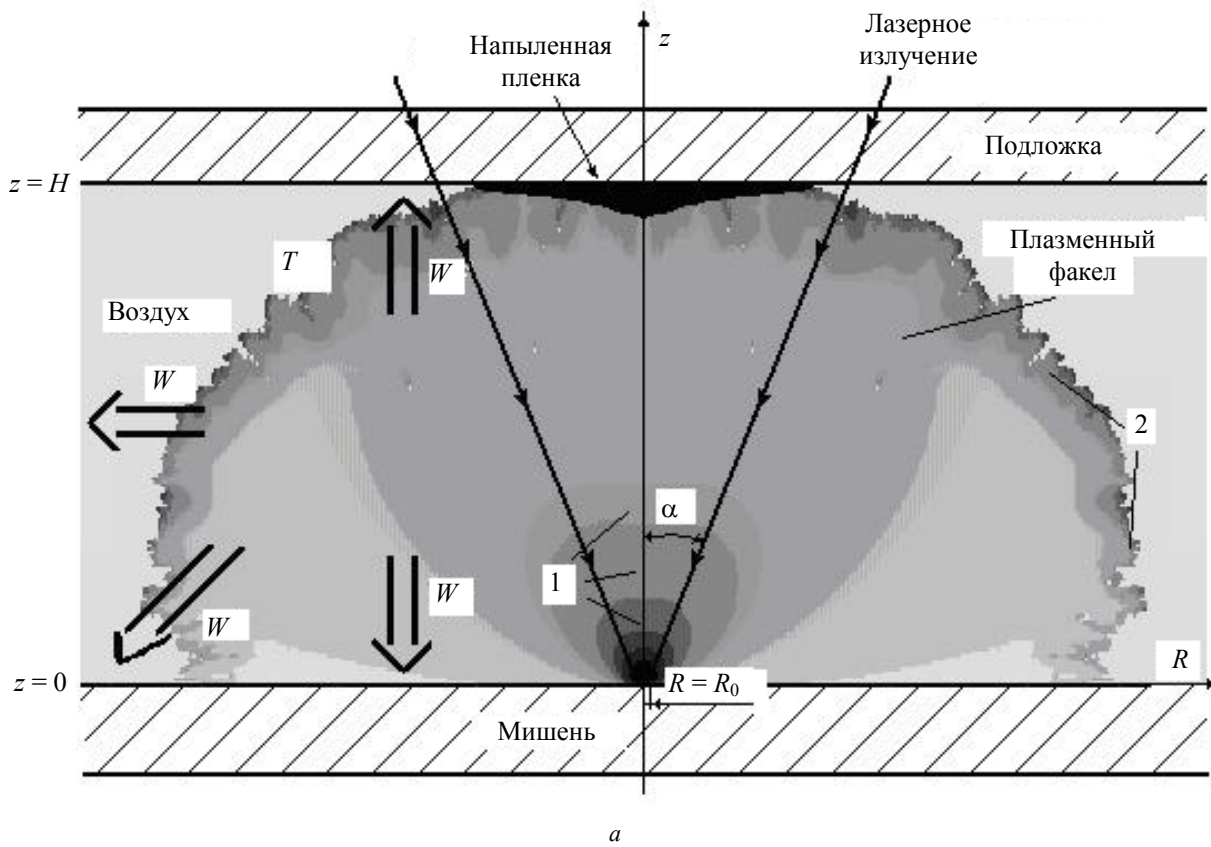 z
Лазерное
излучение
Напыленная
пленка
Подложка
z = H
Плазменный
факел
T
W
Воздух
W
2
α
1
W
W
R
z = 0
R = R₀
Мишень
а